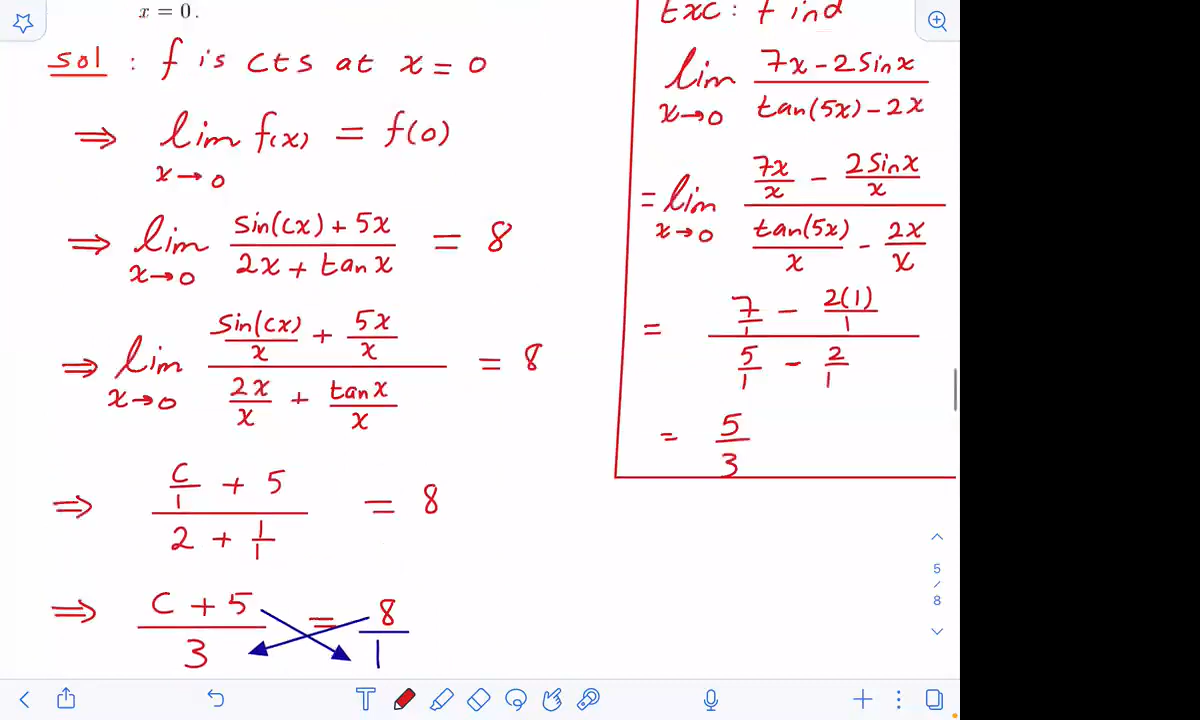 x = 0.
sol : f is cts at x = 0
⇒ lim x→0 f(x) = f(0)
⇒ lim x→0 (sin(cx) + 5x)/(2x + tan x) = 8
⇒ lim x→0 (sin(cx)/x + 5x/x)/(2x/x + tan x/x) = 8
⇒ (c/1 + 5)/(2 + 1/1) = 8
⇒ (c + 5)/3 = 8/1
Exc : Find
lim x→0 (7x - 2 sin x)/(tan(5x) - 2x)
= lim x→0 (7x/x - 2 sin x/x)/(tan(5x)/x - 2x/x)
= (7/1 - 2(1)/1)/(5/1 - 2/1)
= 5/3
5
/
8
T